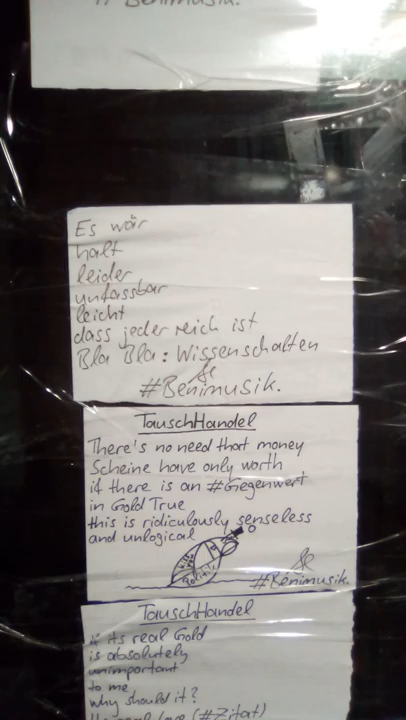 #Benimusik.
Es wär
halt
leider
unfassbar
leicht
dass jeder reich ist
Bla Bla: Wissenschalten
#Benimusik.
TauschHandel
There's no need that money
Scheine have only worth
if there is an #Gegenwert
in Gold True
this is ridiculously senseless
and unlogical
#Benimusik.
TauschHandel
if its real Gold
is absolutely
unimportant
to me
why should it?
(#Zitat)